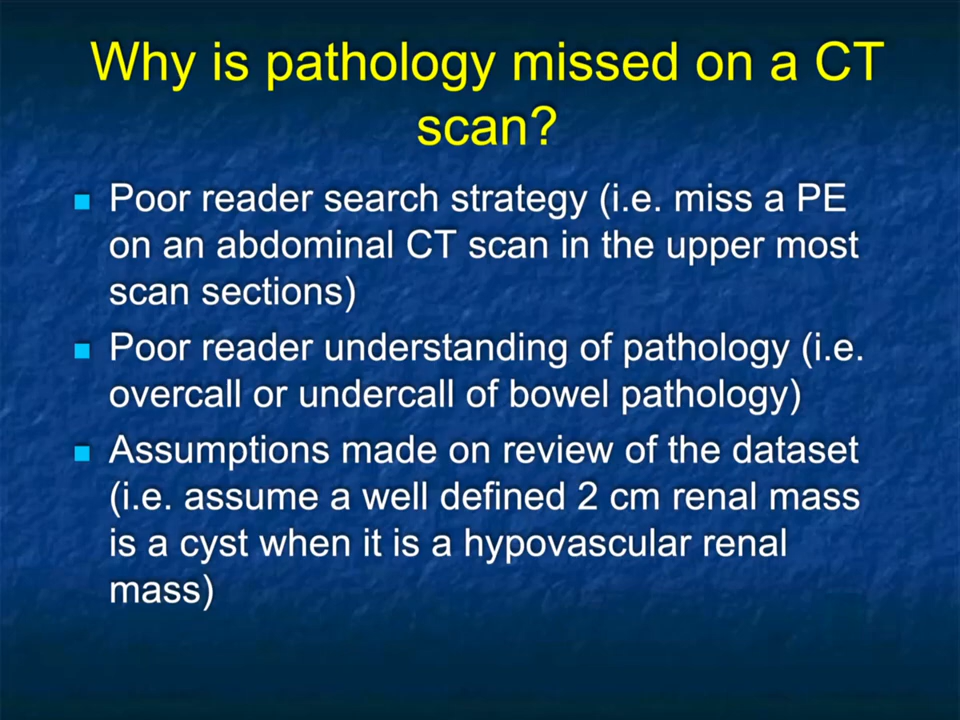 Why is pathology missed on a CT
scan?
Poor reader search strategy (i.e. miss a PE
on an abdominal CT scan in the upper most
scan sections)
Poor reader understanding of pathology (i.e.
overcall or undercall of bowel pathology)
Assumptions made on review of the dataset
(i.e. assume a well defined 2 cm renal mass
is a cyst when it is a hypovascular renal
mass)